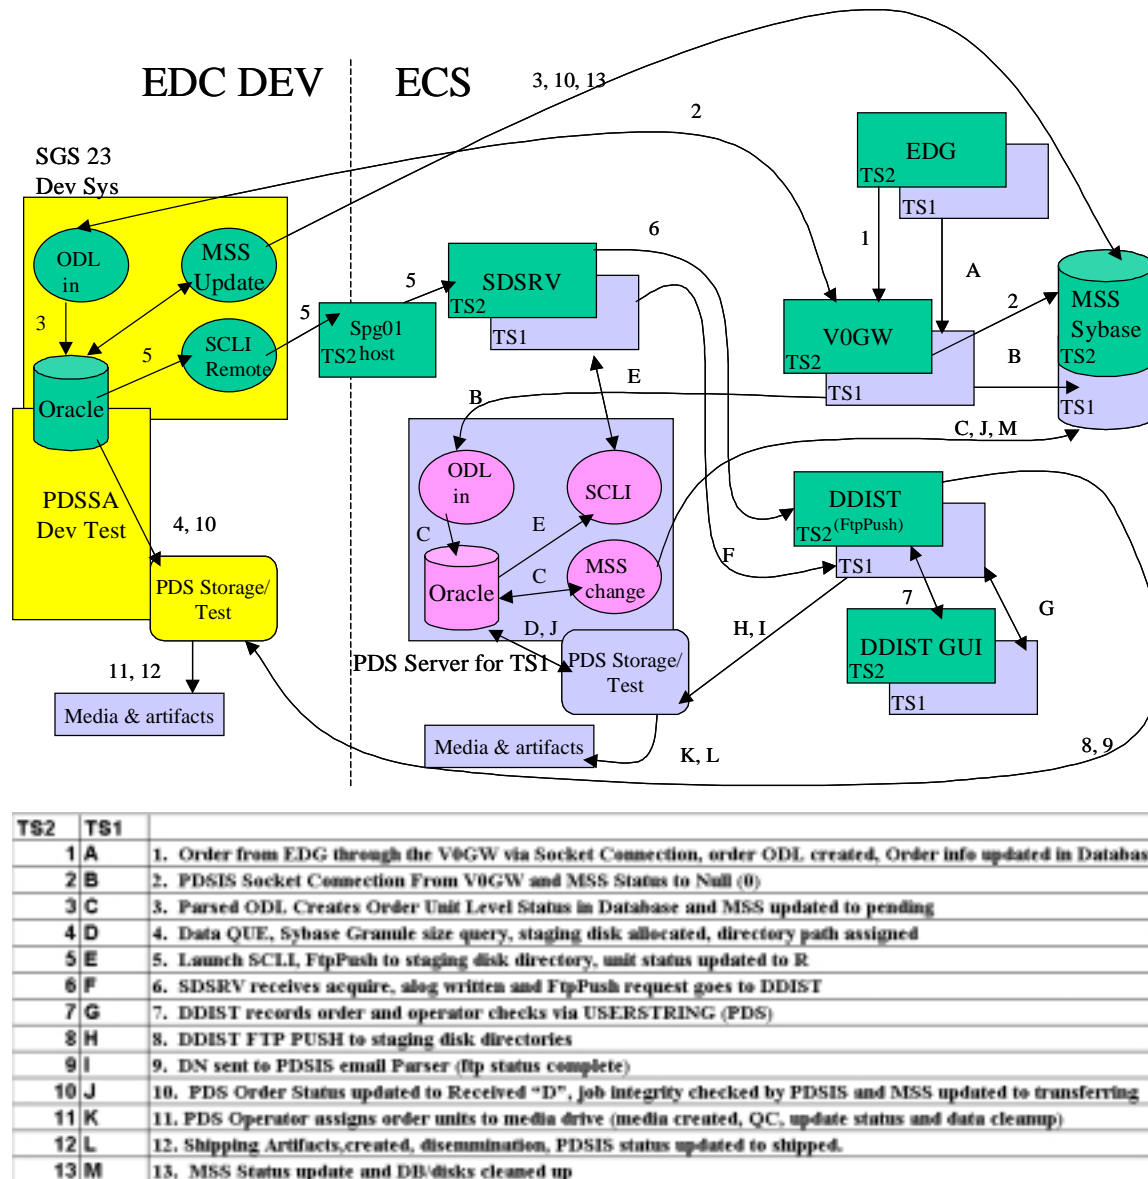 EDC DEV
ECS
3, 10, 13
2
SGS 23
Dev Sys
EDG
TS2
TS1
ODL
in
MSS
Update
6
1
A
5
SDSRV
TS2
TS1
2
MSS
Sybase
TS2
TS1
3
5
5
SCLI
Remote
Spg01
host
TS2
V0GW
TS2
TS1
B
Oracle
E
B
C, J, M
PDSSA
Dev Test
4, 10
ODL
in
SCLI
DDIST
(FtpPush)
TS2
TS1
C
E
F
Oracle
C
MSS
change
PDS Storage/
Test
7
G
D, J
H, I
DDIST GUI
TS2
TS1
PDS Server for TS1
PDS Storage/
Test
11, 12
Media & artifacts
Media & artifacts
K, L
8, 9
TS2 TS1
1 A 1. Order from EDG through the V0GW via Socket Connection, order ODL created, Order info updated in Databas
2 B 2. PDSIS Socket Connection From V0GW and MSS Status to Null (0)
3 C 3. Parsed ODL Creates Order Unit Level Status in Database and MSS updated to pending
4 D 4. Data QUE, Sybase Granule size query, staging disk allocated, directory path assigned
5 E 5. Launch SCLI, FtpPush to staging disk directory, unit status updated to R
6 F 6. SDSRV receives acquire, alog written and FtpPush request goes to DDIST
7 G 7. DDIST records order and operator checks via USERSTRING (PDS)
8 H 8. DDIST FTP PUSH to staging disk directories
9 I 9. DN sent to PDSIS email Parser (ftp status complete)
10 J 10. PDS Order Status updated to Received “D”, job integrity checked by PDSIS and MSS updated to transferring
11 K 11. PDS Operator assigns order units to media drive (media created, QC, update status and data cleanup)
12 L 12. Shipping Artifacts,created, disemmination, PDSIS status updated to shipped.
13 M 13. MSS Status update and DB/disks cleaned up